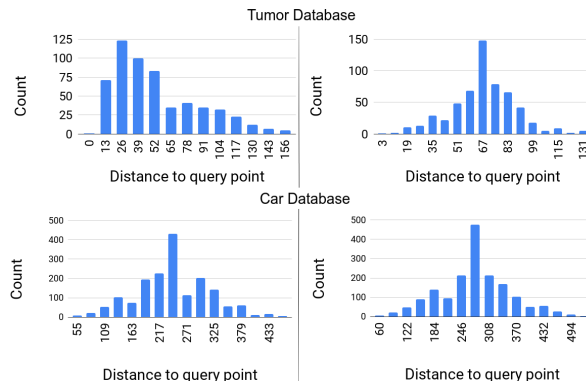 Tumor Database
125
100
75
50
25
0
Count
0 13 26 39 52 65 78 91 104 117 130 143 156
Distance to query point
150
100
50
0
Count
3 19 35 51 67 83 99 115 131
Distance to query point
Car Database
500
400
300
200
100
0
Count
55 109 163 217 271 325 379 433
Distance to query point
500
400
300
200
100
0
Count
60 122 184 246 308 370 432 494
Distance to query point